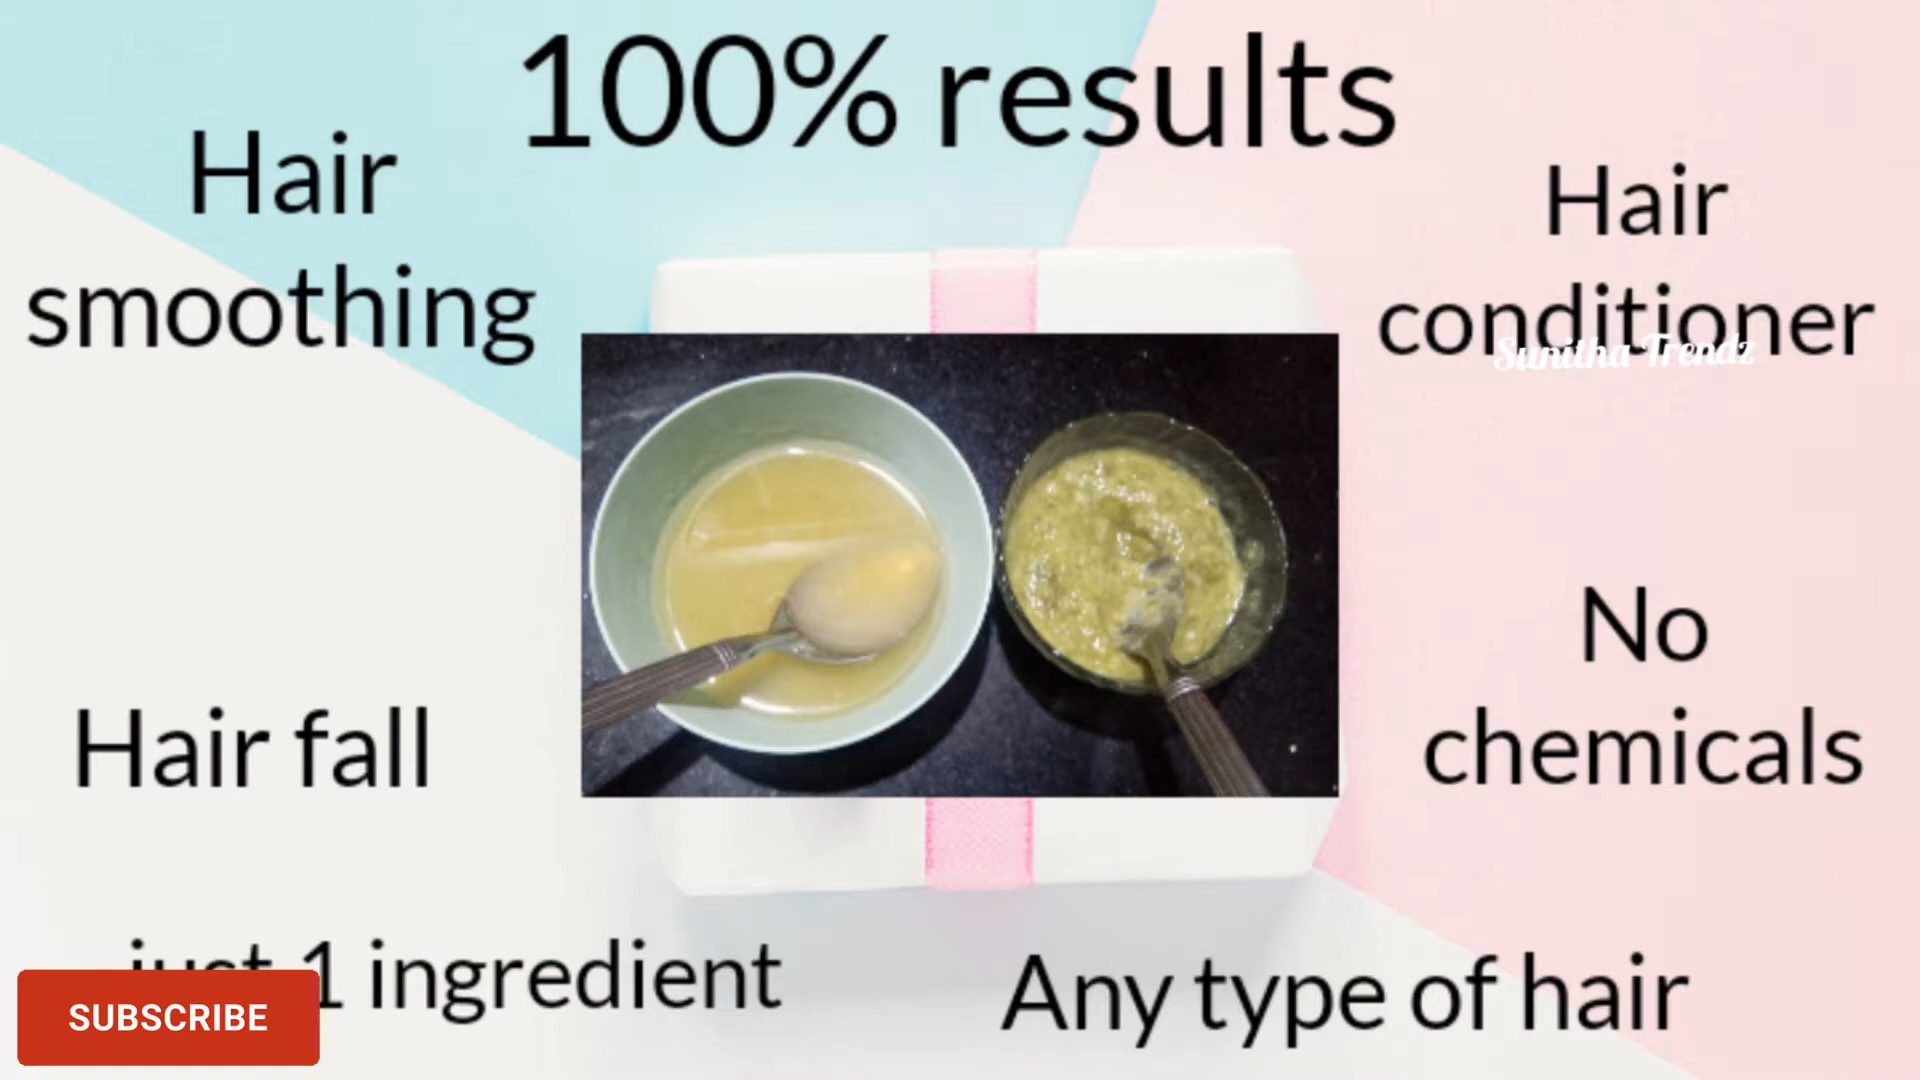 100% results
Hair
smoothing
Hair
conditioner
Sunitha Trendz
No
chemicals
Hair fall
just 1 ingredient
Any type of hair
SUBSCRIBE